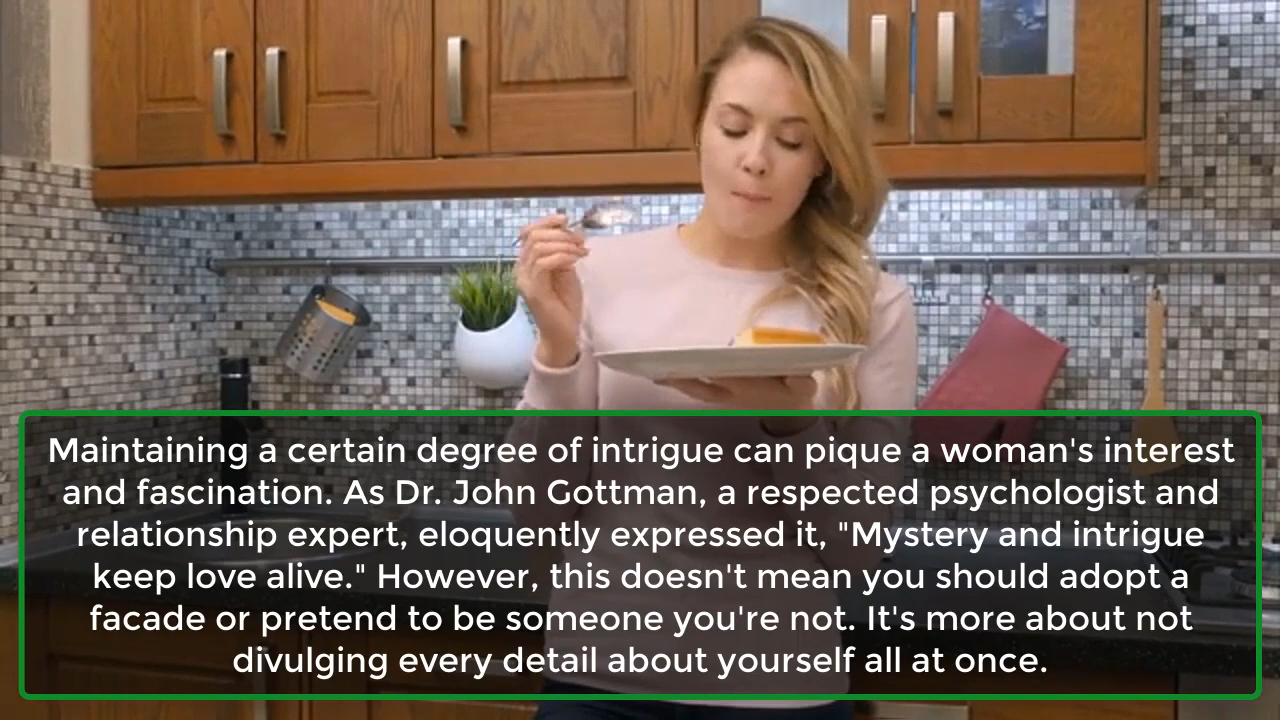 Maintaining a certain degree of intrigue can pique a woman's interest
and fascination. As Dr. John Gottman, a respected psychologist and
relationship expert, eloquently expressed it, "Mystery and intrigue
keep love alive." However, this doesn't mean you should adopt a
facade or pretend to be someone you're not. It's more about not
divulging every detail about yourself all at once.